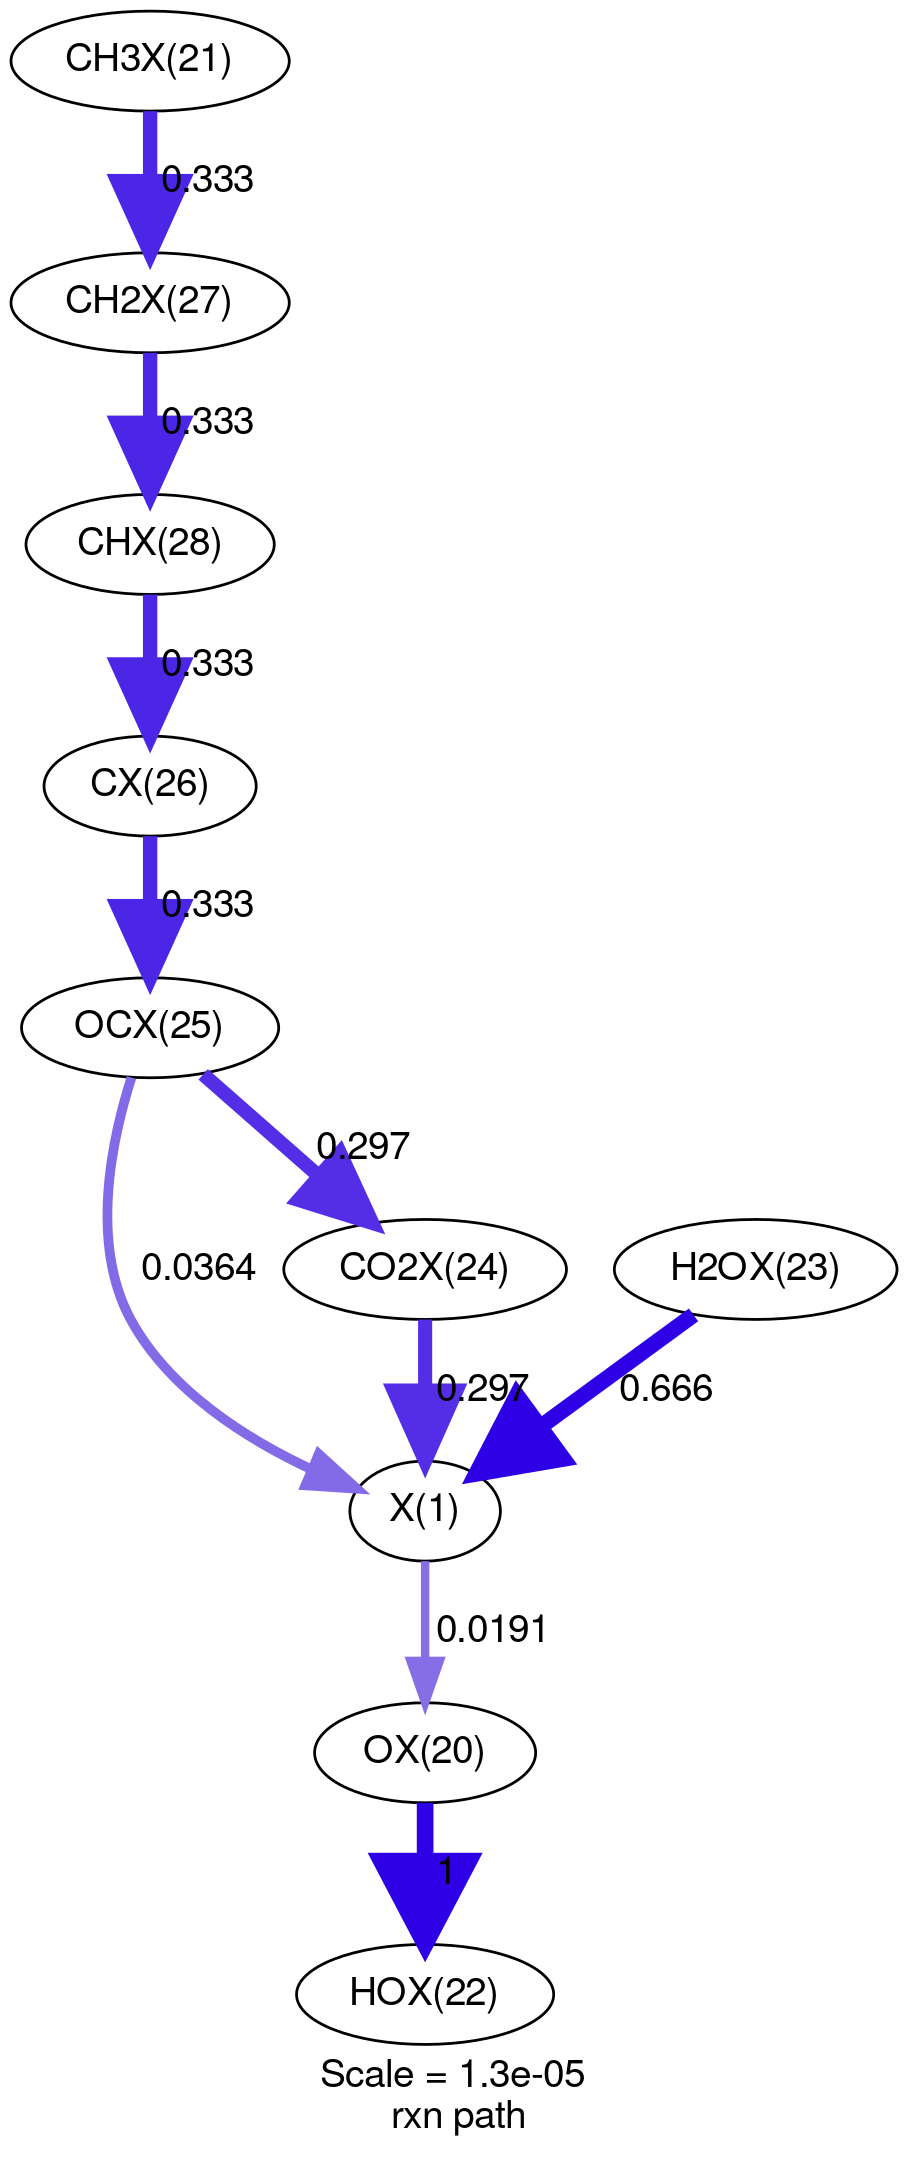 CH3X(21)
0.333
CH2X(27)
0.333
CHX(28)
0.333
CX(26)
0.333
OCX(25)
0.297
0.0364
CO2X(24)
H2OX(23)
0.297
0.666
X(1)
0.0191
OX(20)
1
HOX(22)
Scale = 1.3e-05
rxn path